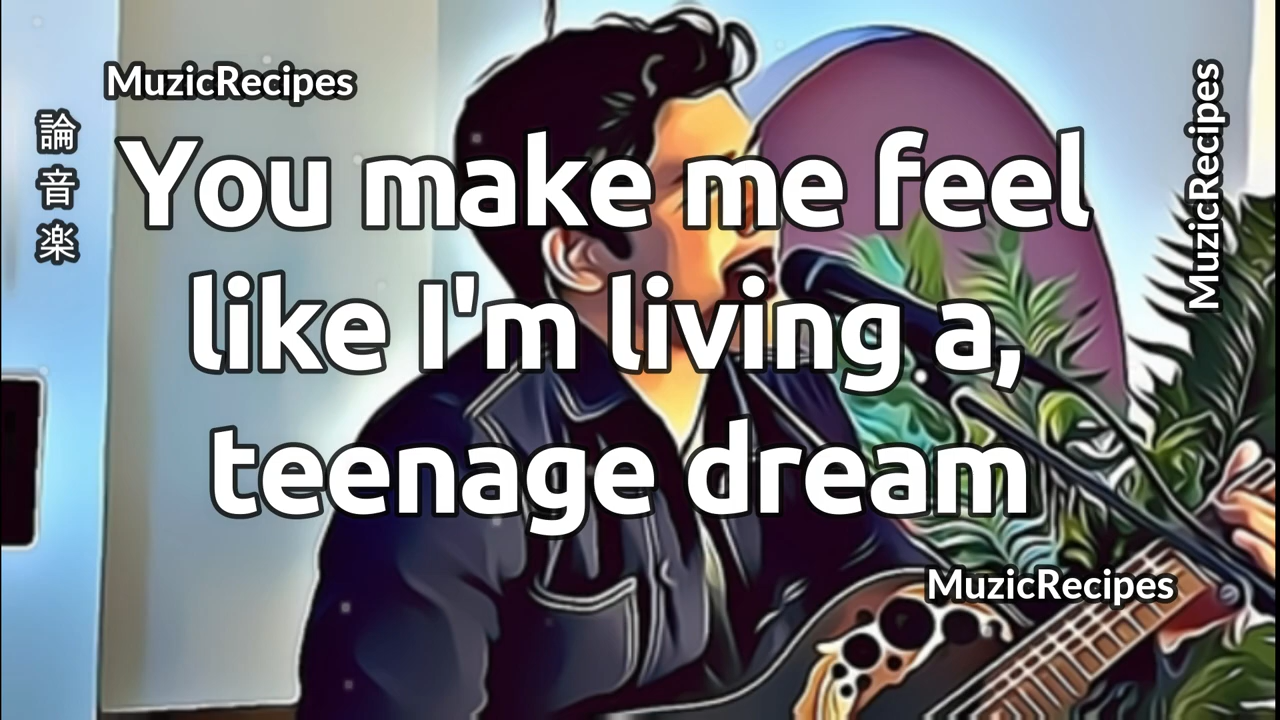 MuzicRecipes
論
音
楽
MuzicRecipes
You make me feel
like I'm living a,
teenage dream
MuzicRecipes